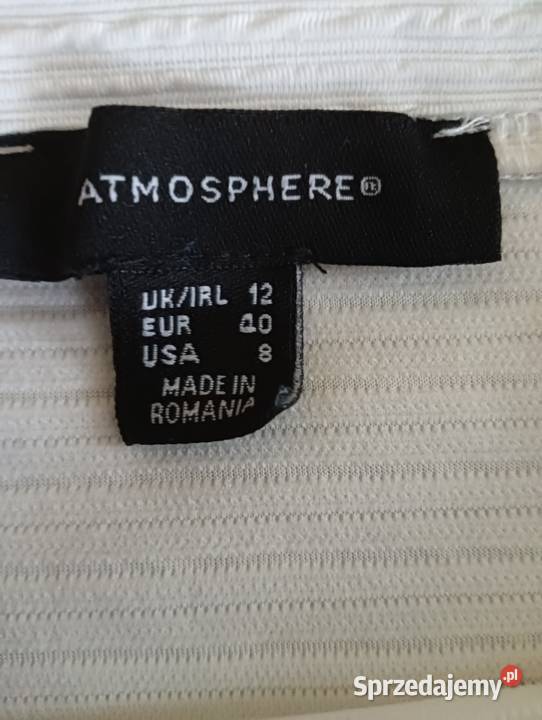 ATMOSPHERE®
UK/IRL 12
EUR 40
USA 8
MADE IN
ROMANIA
Sprzedajemy.pl